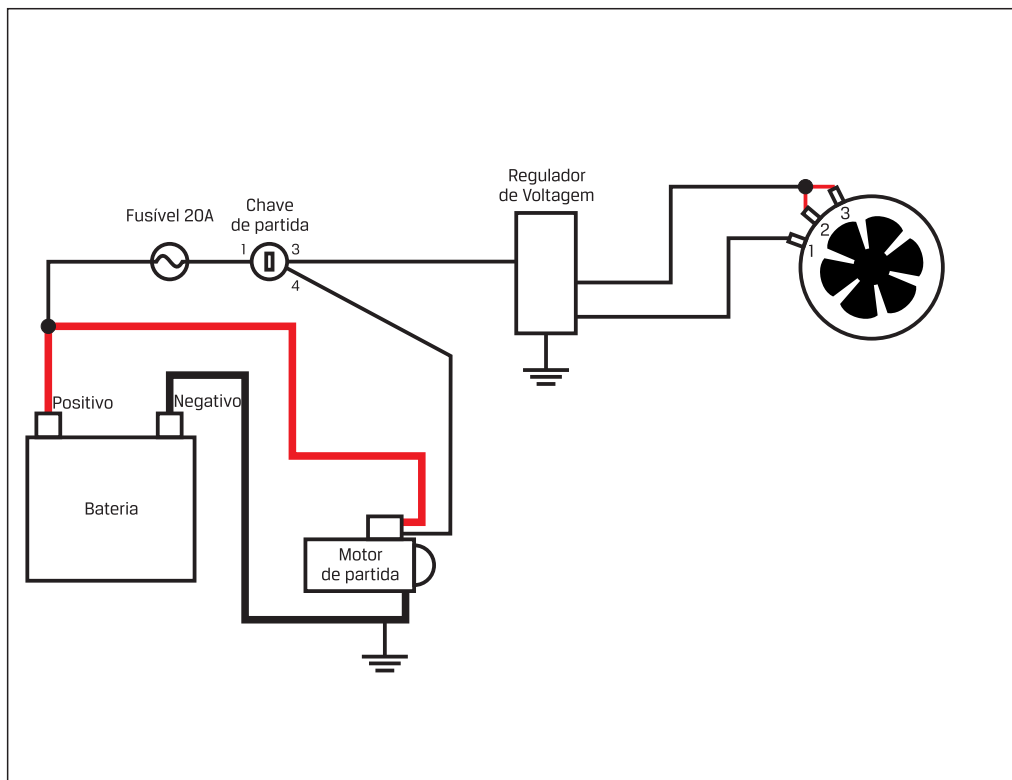 Regulador
de Voltagem
Fusível 20A
Chave
de partida
1
3
4
3
2
1
Positivo
Negativo
Bateria
Motor
de partida